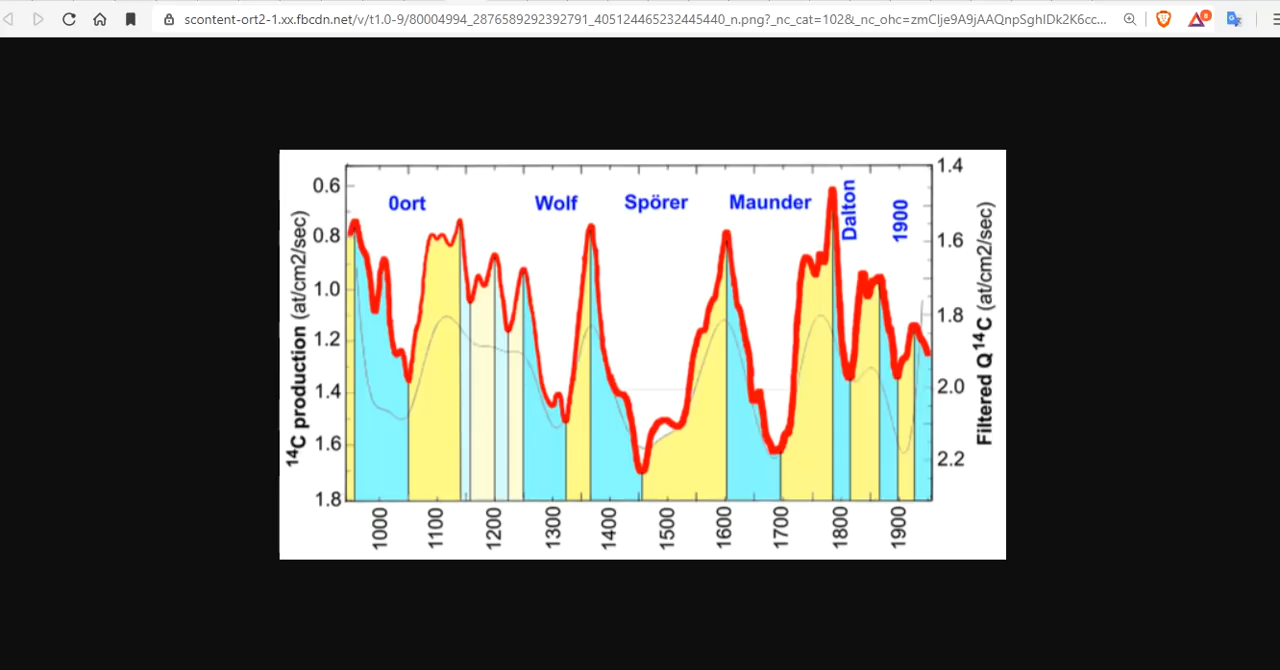 scontent-ort2-1.xx.fbcdn.net/v/t1.0-9/80004994_2876589292392791_405124465232445440_n.png?_nc_cat=102&_nc_ohc=zmClje9A9jAAQnpSghIDk2K6cc...
0ort
Wolf
Spörer
Maunder
Dalton
1900
14C production (at/cm2/sec)
0.6
0.8
1.0
1.2
1.4
1.6
1.8
1.4
1.6
1.8
2.0
2.2
Filtered Q14C (at/cm2/sec)
1000
1100
1200
1300
1400
1500
1600
1700
1800
1900